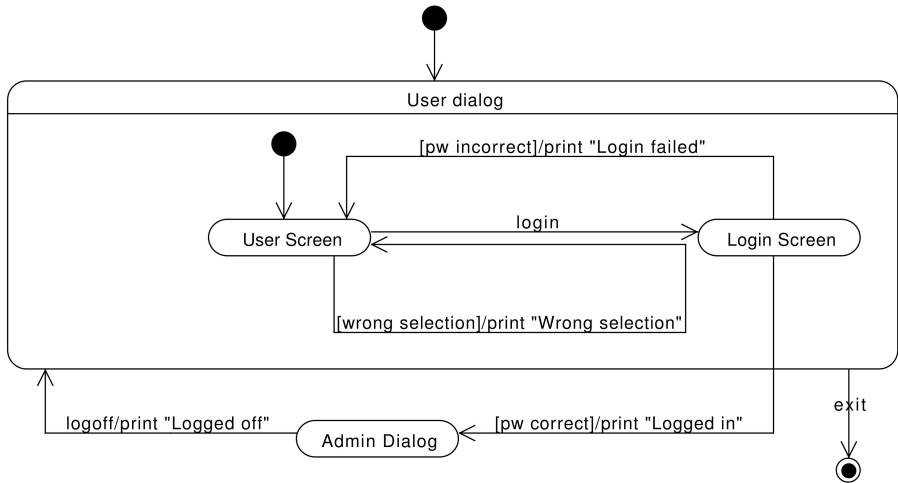 User dialog
[pw incorrect]/print "Login failed"
login
User Screen
Login Screen
[wrong selection]/print "Wrong selection"
exit
logoff/print "Logged off"
[pw correct]/print "Logged in"
Admin Dialog